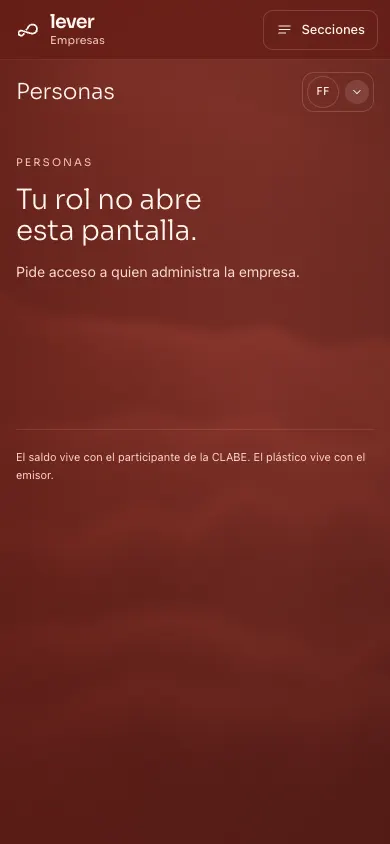 lever
Empresas
Secciones
Personas
FF
PERSONAS
Tu rol no abre
esta pantalla.
Pide acceso a quien administra la empresa.
El saldo vive con el participante de la CLABE. El plástico vive con el
emisor.